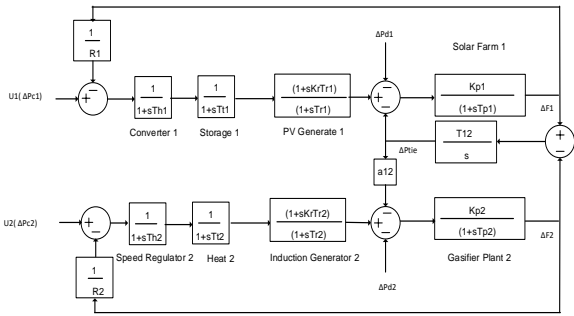 1
R1
ΔPd1
Solar Farm 1
U1( ΔPc1)
+
−
1
1+sTh1
1
1+sTt1
(1+sKrTr1)
(1+sTr1)
+
−
−
Kp1
(1+sTp1)
ΔF1
Converter 1
Storage 1
PV Generate 1
T12
s
+
−
ΔPtie
a12
U2( ΔPc2)
+
−
1
1+sTh2
1
1+sTt2
(1+sKrTr2)
(1+sTr2)
+
−
−
Kp2
(1+sTp2)
ΔF2
Speed Regulator 2
Heat 2
Induction Generator 2
Gasifier Plant 2
1
R2
ΔPd2